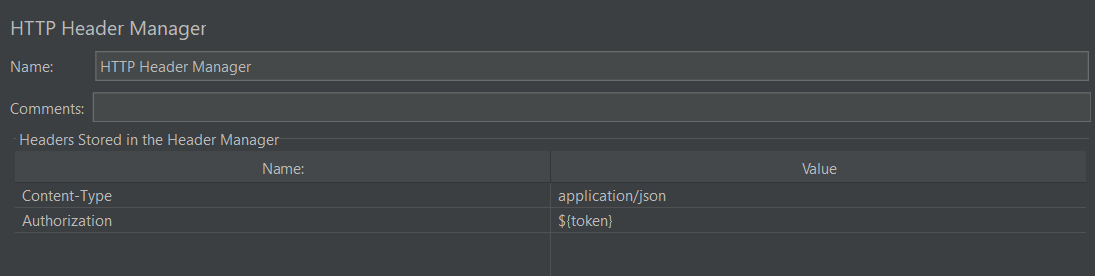 HTTP Header Manager
Name: HTTP Header Manager
Comments:
Headers Stored in the Header Manager
Name: Value
Content-Type application/json
Authorization ${token}